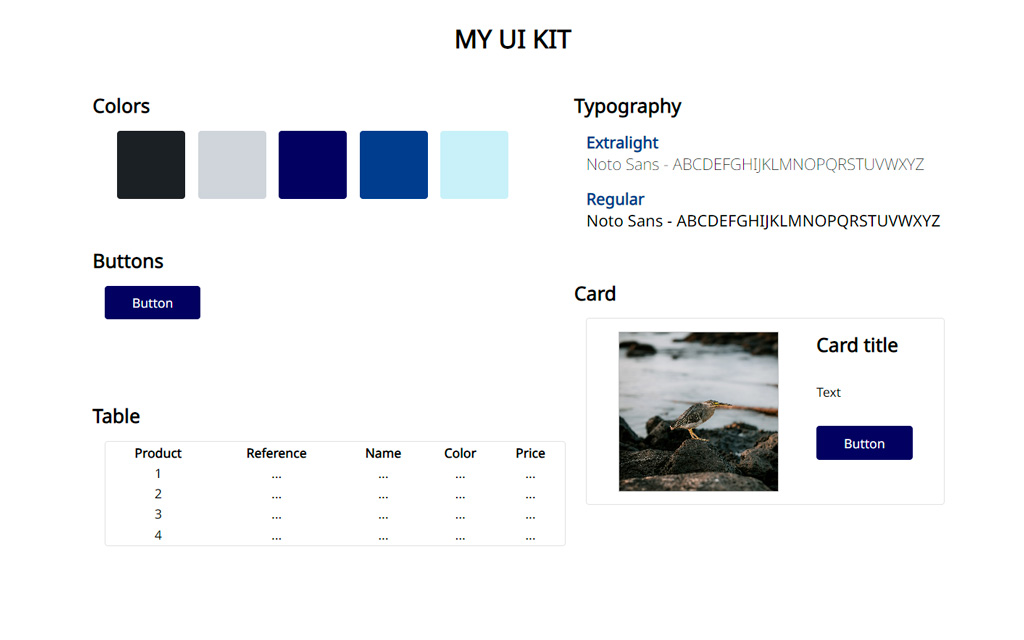 MY UI KIT
Colors
Buttons
Button
Table
Product Reference Name Color Price
1 ... ... ... ...
2 ... ... ... ...
3 ... ... ... ...
4 ... ... ... ...
Typography
Extralight
Noto Sans - ABCDEFGHIJKLMNOPQRSTUVWXYZ
Regular
Noto Sans - ABCDEFGHIJKLMNOPQRSTUVWXYZ
Card
Card title
Text
Button